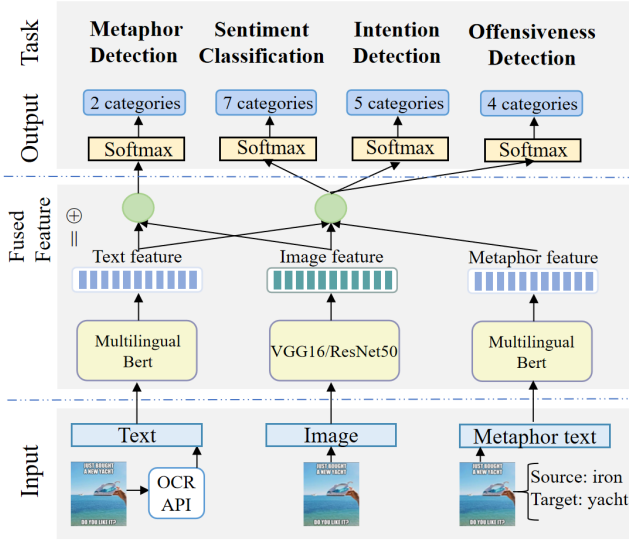 Task
Metaphor Detection
Sentiment Classification
Intention Detection
Offensiveness Detection
Output
2 categories
7 categories
5 categories
4 categories
Softmax
Softmax
Softmax
Softmax
Fused Feature
= ⊕
Text feature
Image feature
Metaphor feature
Multilingual Bert
VGG16/ResNet50
Multilingual Bert
Input
Text
Image
Metaphor text
JUST BOUGHT
A NEW YACHT
DO YOU LIKE IT?
OCR API
JUST BOUGHT
A NEW YACHT
DO YOU LIKE IT?
JUST BOUGHT
A NEW YACHT
DO YOU LIKE IT?
Source: iron
Target: yacht